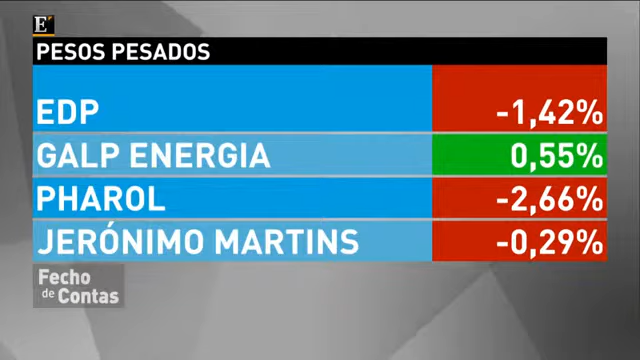 E
PESOS PESADOS
EDP -1,42%
GALP ENERGIA 0,55%
PHAROL -2,66%
JERÓNIMO MARTINS -0,29%
Fecho
de Contas